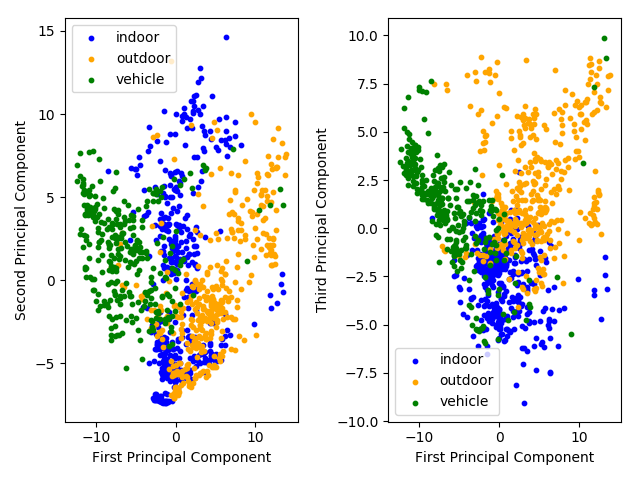 15
10
5
0
−5
−10
0
10
First Principal Component
Second Principal Component
indoor
outdoor
vehicle
10.0
7.5
5.0
2.5
0.0
−2.5
−5.0
−7.5
−10.0
−10
0
10
First Principal Component
Third Principal Component
indoor
outdoor
vehicle